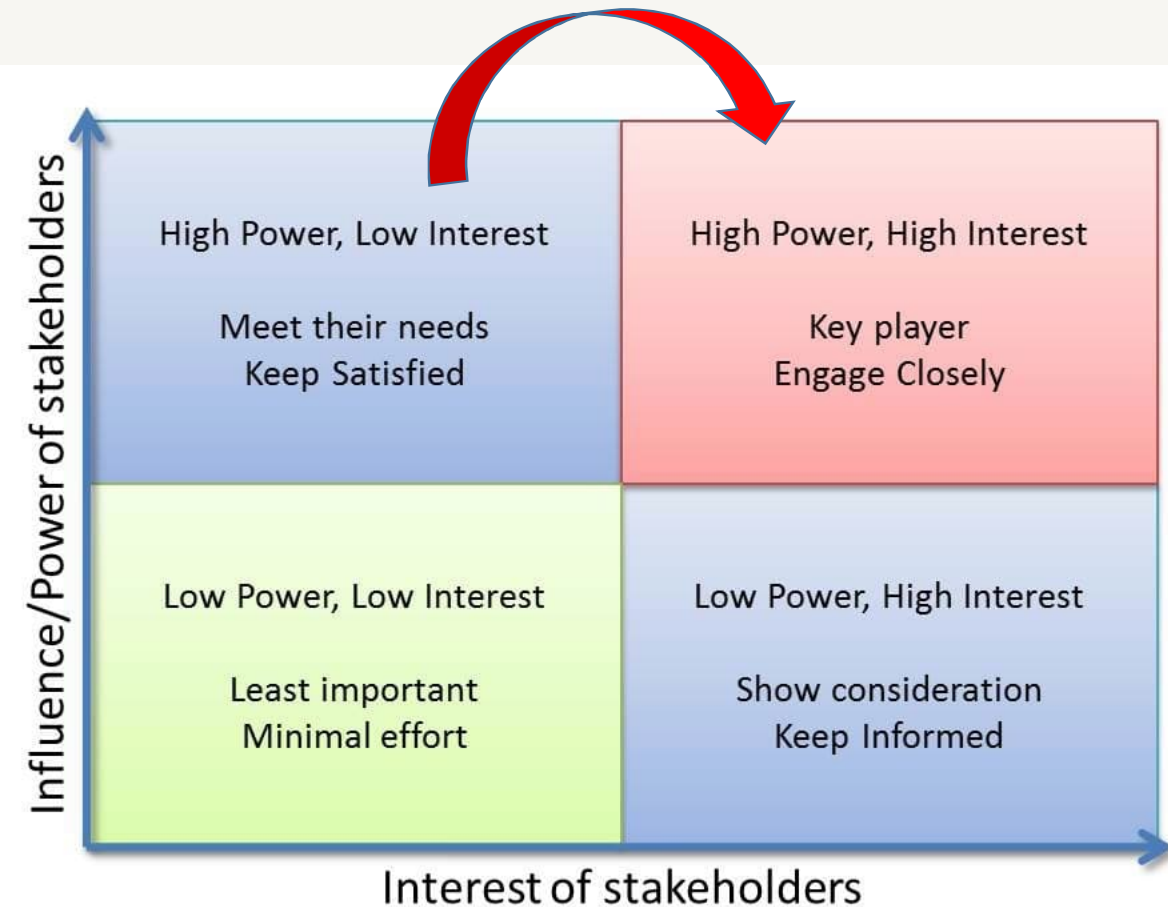 Influence/Power of stakeholders
High Power, Low Interest
Meet their needs
Keep Satisfied
High Power, High Interest
Key player
Engage Closely
Low Power, Low Interest
Least important
Minimal effort
Low Power, High Interest
Show consideration
Keep Informed
Interest of stakeholders